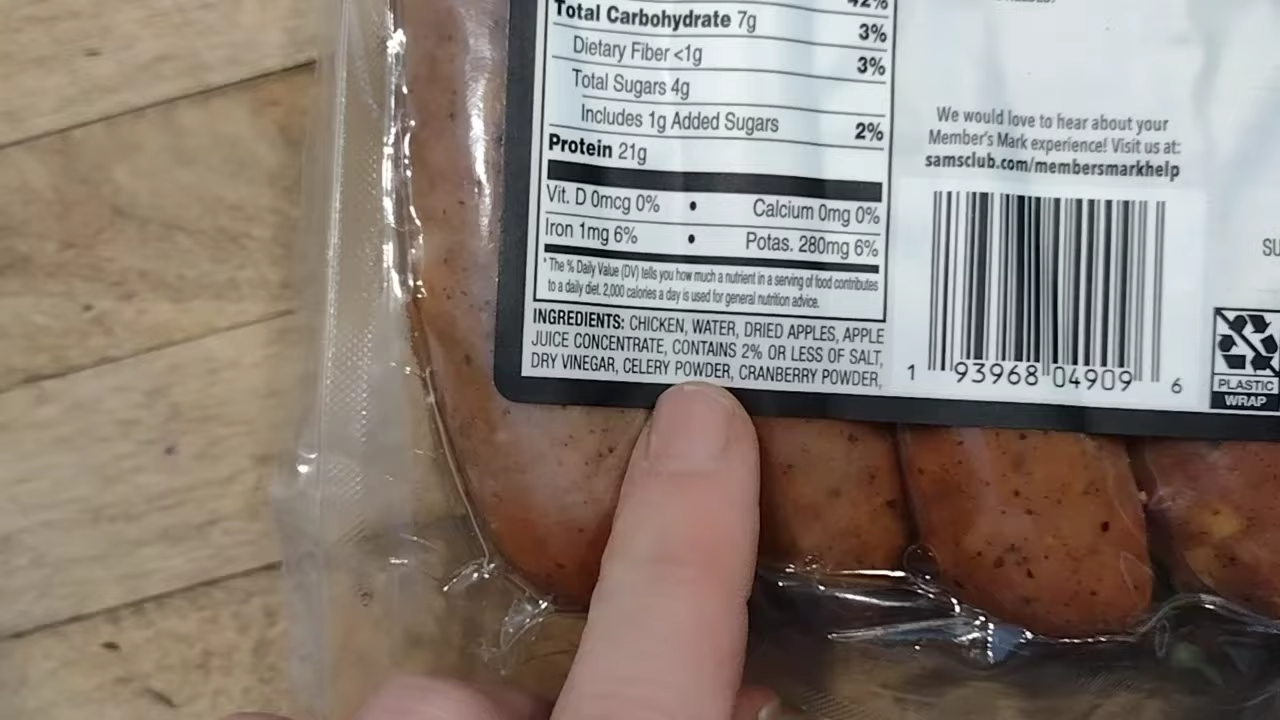 42%
Total Carbohydrate 7g 3%
Dietary Fiber <1g 3%
Total Sugars 4g
Includes 1g Added Sugars 2%
Protein 21g
Vit. D 0mcg 0% • Calcium 0mg 0%
Iron 1mg 6% • Potas. 280mg 6%
* The % Daily Value (DV) tells you how much a nutrient in a serving of food contributes
to a daily diet. 2,000 calories a day is used for general nutrition advice.
INGREDIENTS: CHICKEN, WATER, DRIED APPLES, APPLE
JUICE CONCENTRATE, CONTAINS 2% OR LESS OF SALT,
DRY VINEGAR, CELERY POWDER, CRANBERRY POWDER,
We would love to hear about your
Member's Mark experience! Visit us at:
samsclub.com/membersmarkhelp
1 93968 04909 6
SU
PLASTIC
WRAP